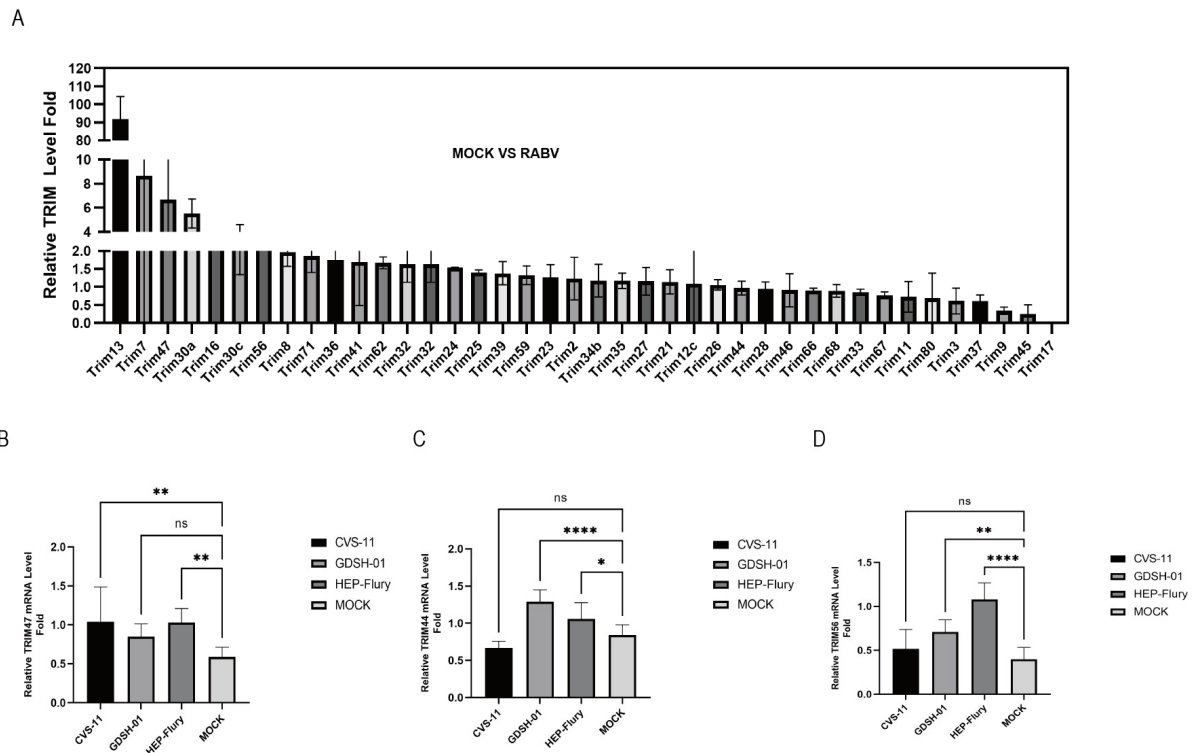 A
Relative TRIM Level Fold
120
110
100
90
80
10
8
6
4
2.0
1.5
1.0
0.5
0.0
MOCK VS RABV
Trim13
Trim7
Trim47
Trim30a
Trim16
Trim30c
Trim56
Trim8
Trim71
Trim36
Trim41
Trim62
Trim32
Trim32
Trim24
Trim25
Trim39
Trim59
Trim23
Trim2
Trim34b
Trim35
Trim27
Trim21
Trim12c
Trim26
Trim44
Trim28
Trim46
Trim66
Trim68
Trim33
Trim67
Trim11
Trim80
Trim3
Trim37
Trim9
Trim45
Trim17
B
Relative TRIM47 mRNA Level
Fold
2.0
1.5
1.0
0.5
0.0
**
ns
**
CVS-11
GDSH-01
HEP-Flury
MOCK
CVS-11
GDSH-01
HEP-Flury
MOCK
C
Relative TRIM44 mRNA Level
Fold
2.0
1.5
1.0
0.5
0.0
ns
****
*
CVS-11
GDSH-01
HEP-Flury
MOCK
CVS-11
GDSH-01
HEP-Flury
MOCK
D
Relative TRIM56 mRNA Level
Fold
2.0
1.5
1.0
0.5
0.0
ns
**
****
CVS-11
GDSH-01
HEP-Flury
MOCK
CVS-11
GDSH-01
HEP-Flury
MOCK